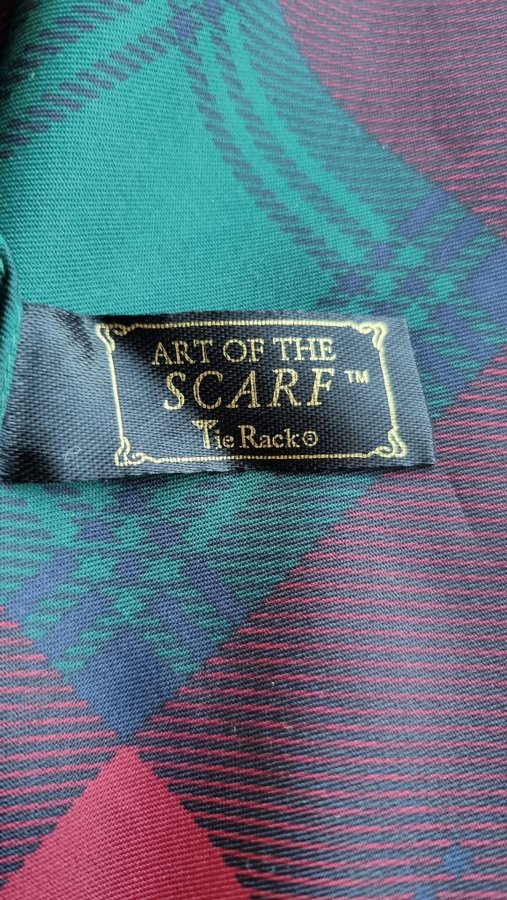 ART OF THE
SCARF™
Tie Rack®